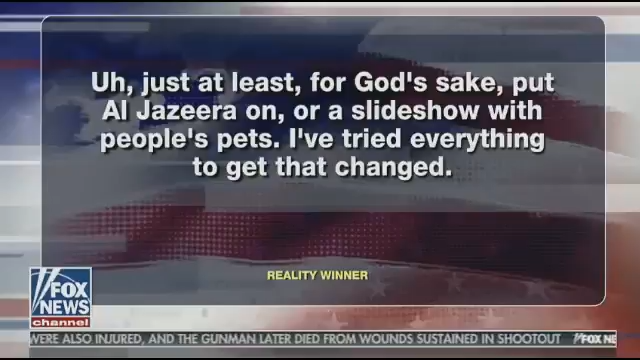 Uh, just at least, for God's sake, put
Al Jazeera on, or a slideshow with
people's pets. I've tried everything
to get that changed.
REALITY WINNER
FOX
NEWS
channel
WERE ALSO INJURED, AND THE GUNMAN LATER DIED FROM WOUNDS SUSTAINED IN SHOOTOUT FOX NE